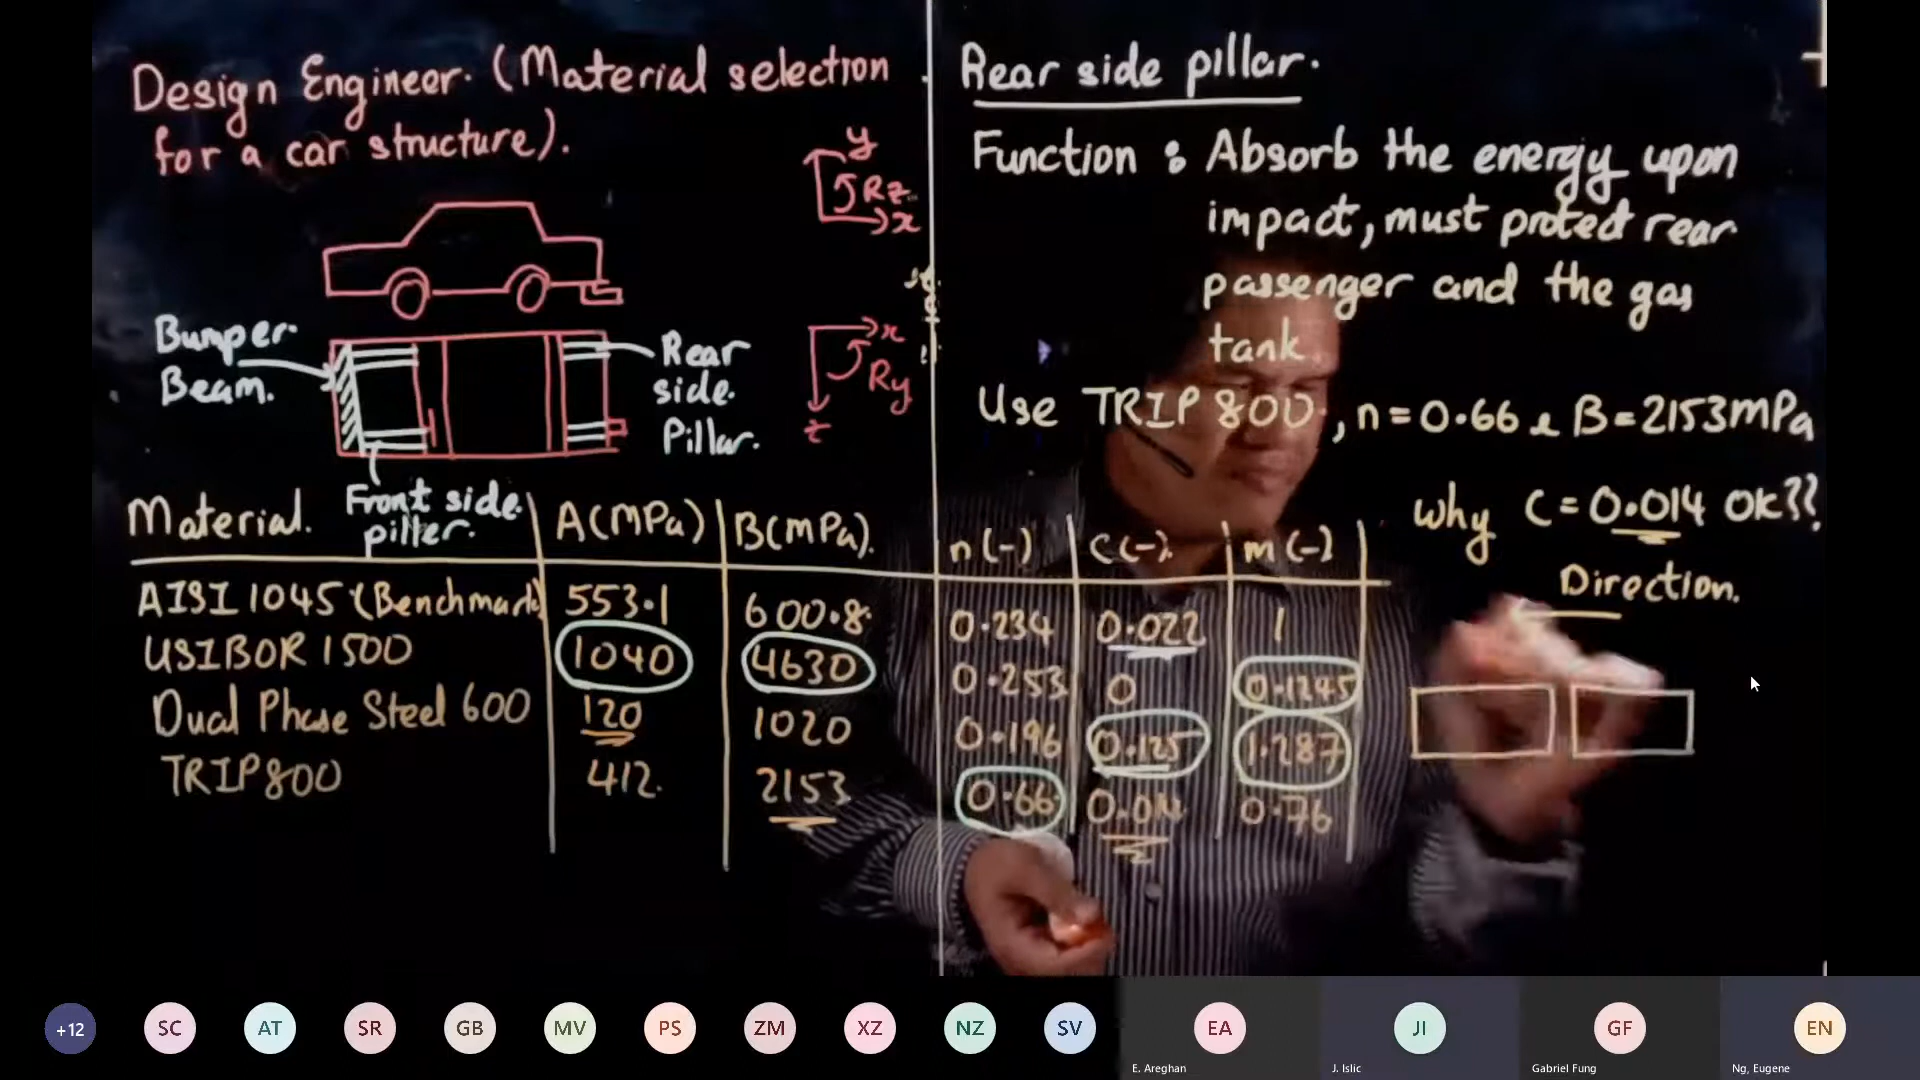 Design Engineer. (Material selection
for a car structure).
y
Rz
x
Bumper
Beam.
Rear
side
Pillar.
x
Ry
z
Front side
piller.
Material. A(MPa) B(MPa). n(-) C(-). m(-)
AISI 1045 (Benchmark) 553.1 600.8 0.234 0.022 1
USIBOR 1500 1040 4630 0.253 0 0.1245
Dual Phase Steel 600 120 1020 0.196 0.125 1.287
TRIP800 412. 2153 0.66 0.014 0.76
Rear side pillar.
Function : Absorb the energy upon
impact, must protect rear
passenger and the gas
tank
Use TRIP 800, n=0.66 & B=2153mPa
why C=0.014 OK??
Direction.
+12 SC AT SR GB MV PS ZM XZ NZ SV EA JI GF EN
E. Areghan J. Islic Gabriel Fung Ng, Eugene